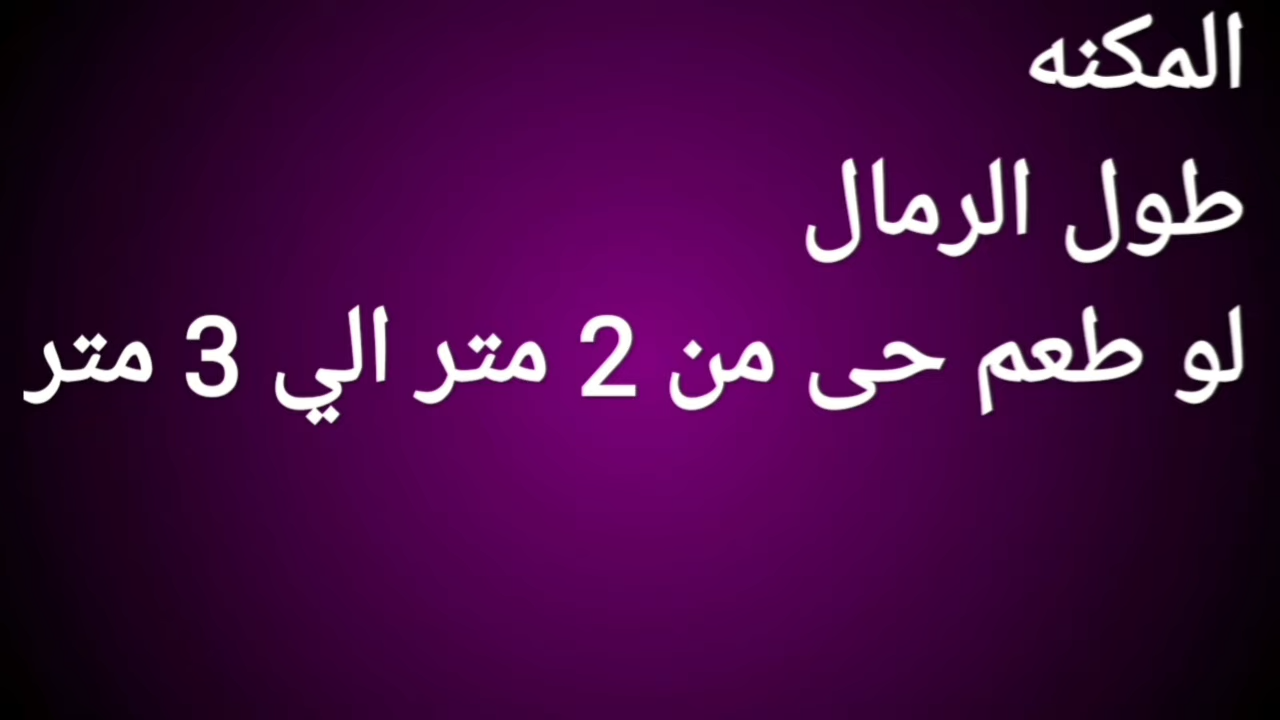 المكنه
طول الرمال
لو طعم حى من 2 متر الي 3 متر